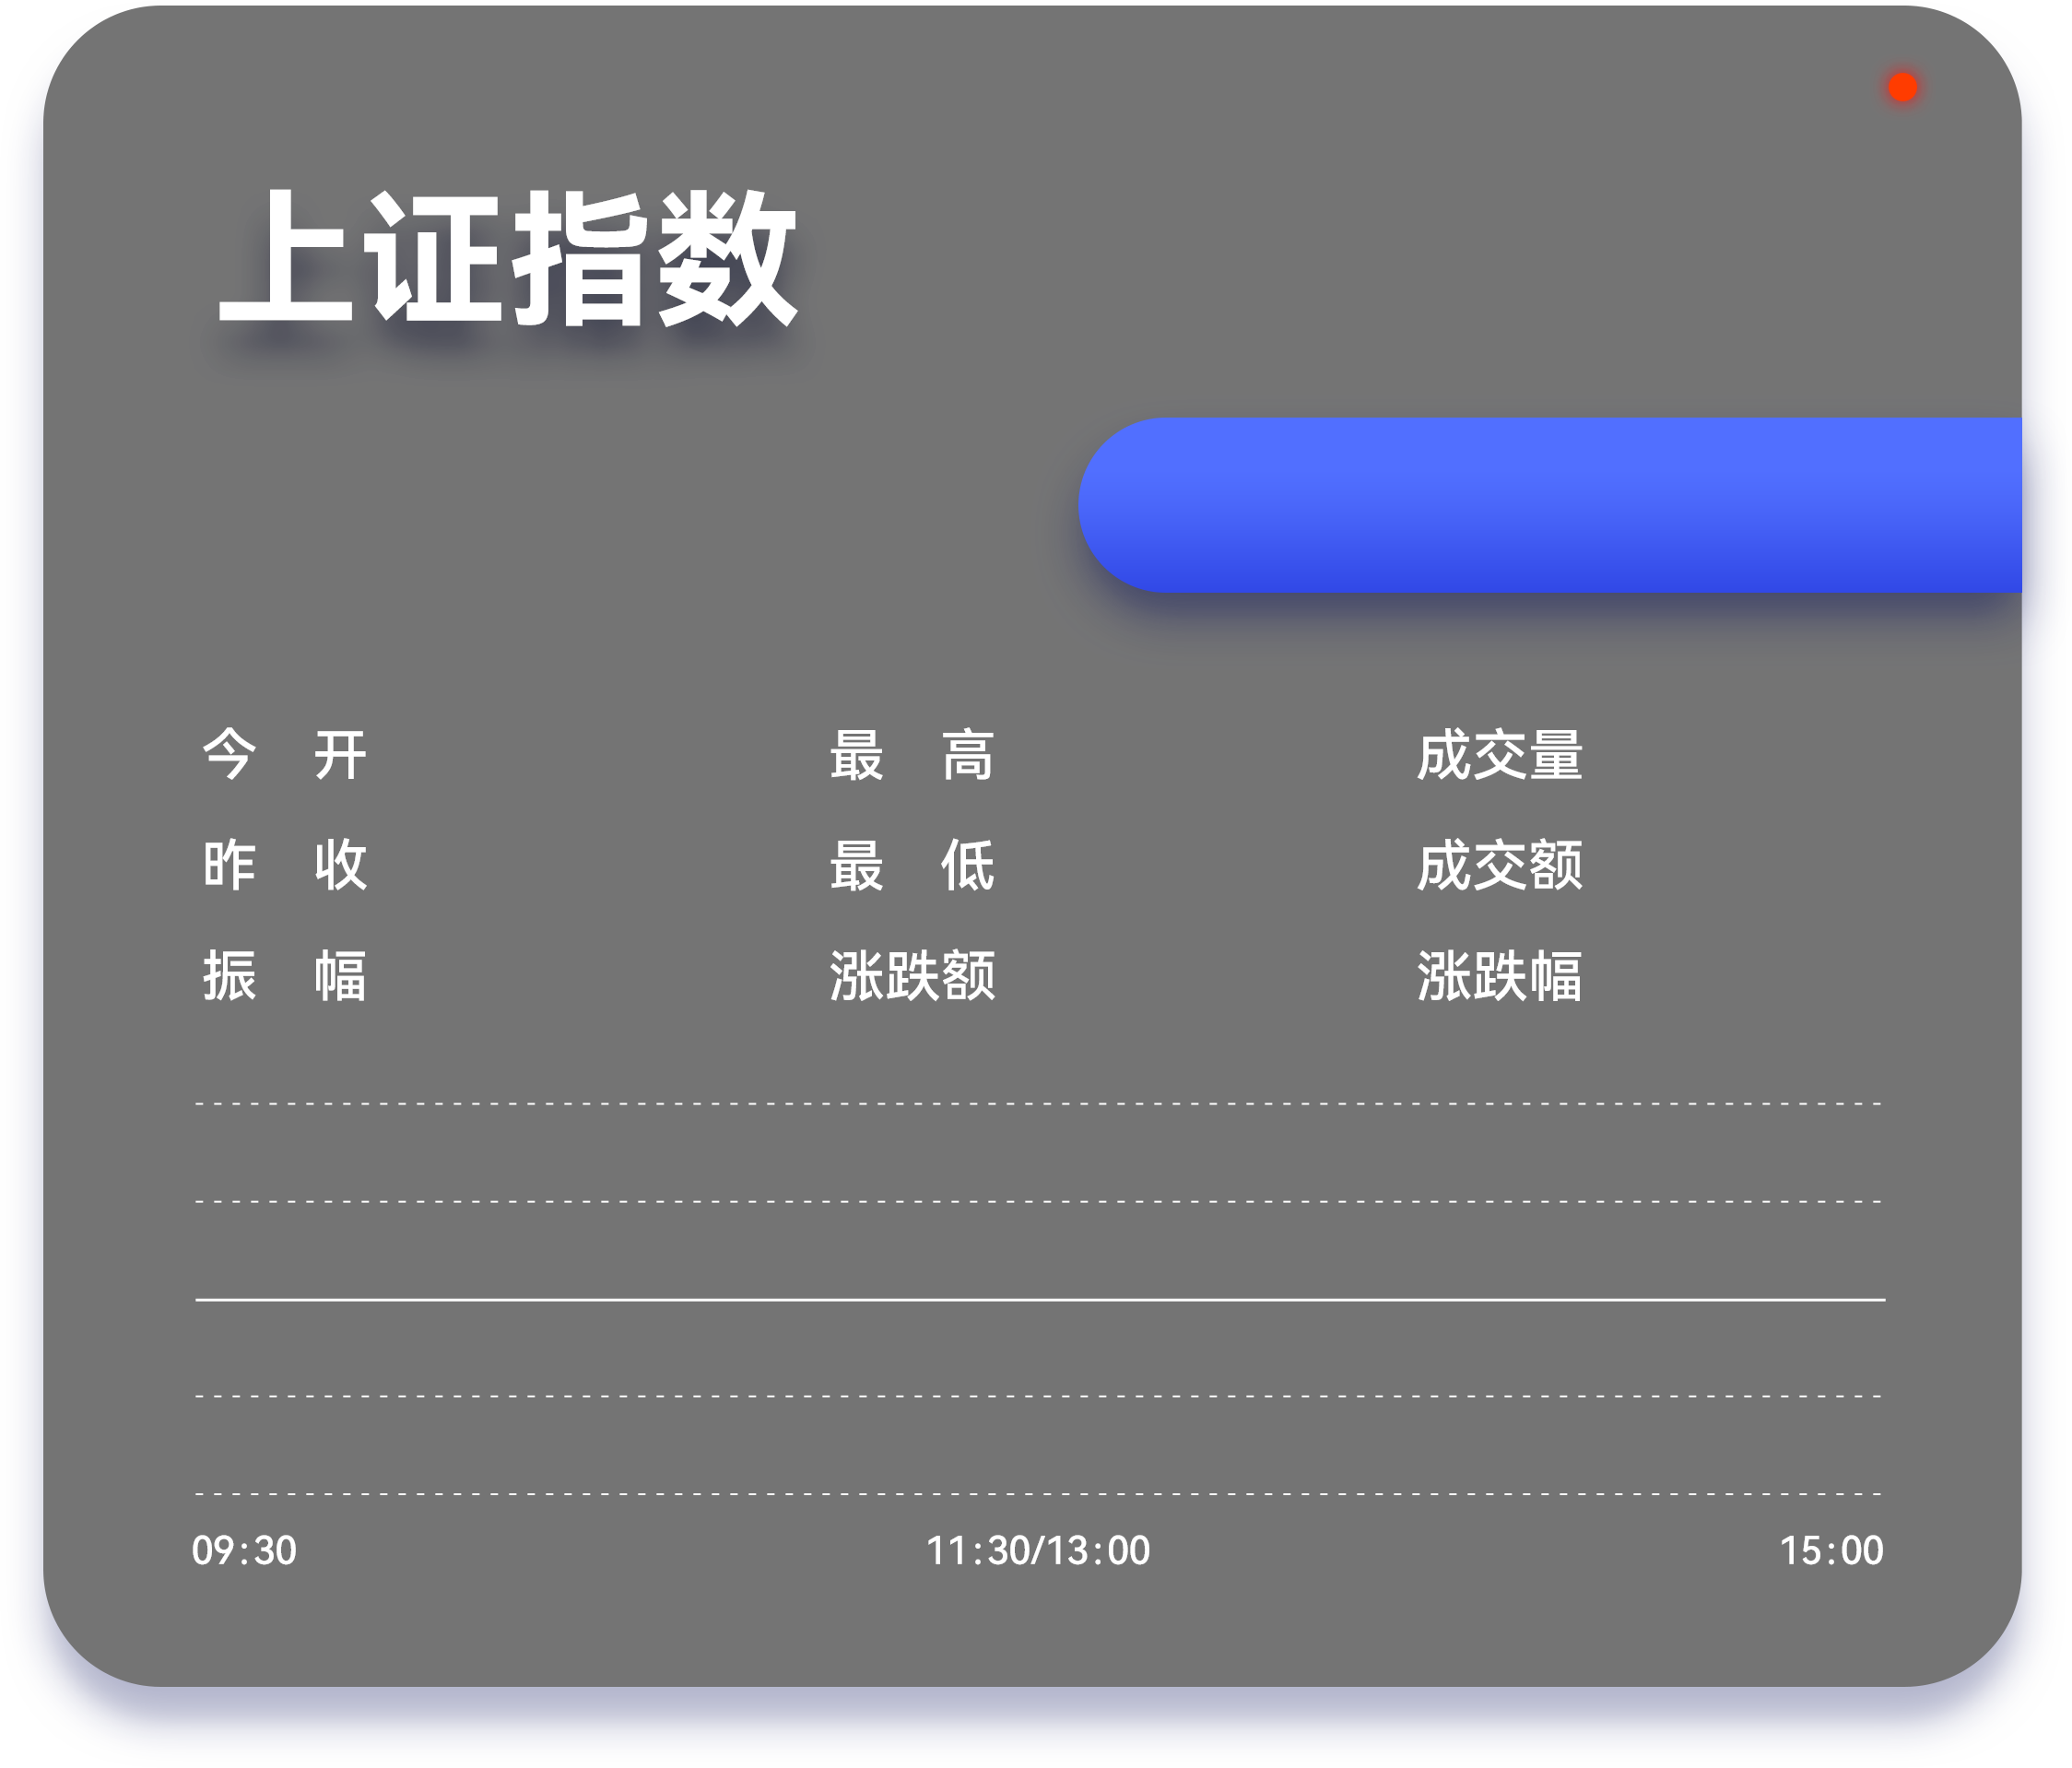 上证指数
今 开 最 高 成交量
昨 收 最 低 成交额
振 幅 涨跌额 涨跌幅
09:30 11:30/13:00 15:00